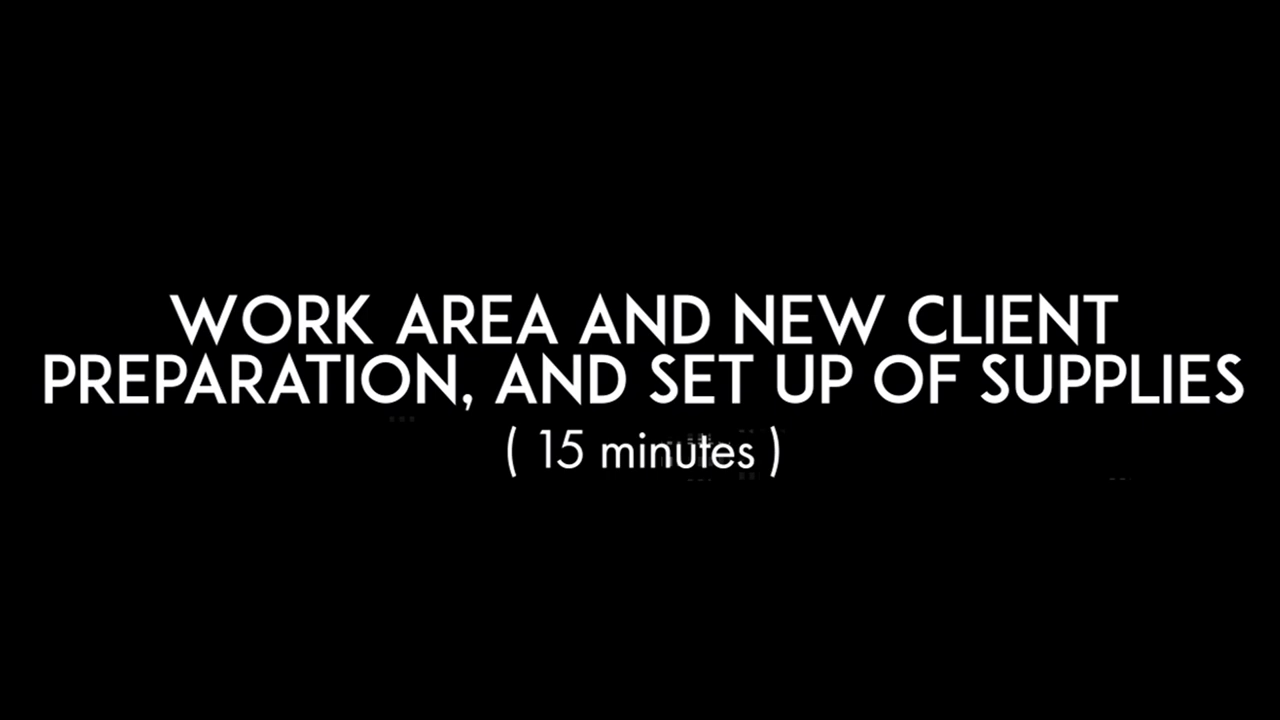 WORK AREA AND NEW CLIENT
PREPARATION, AND SET UP OF SUPPLIES
( 15 minutes )